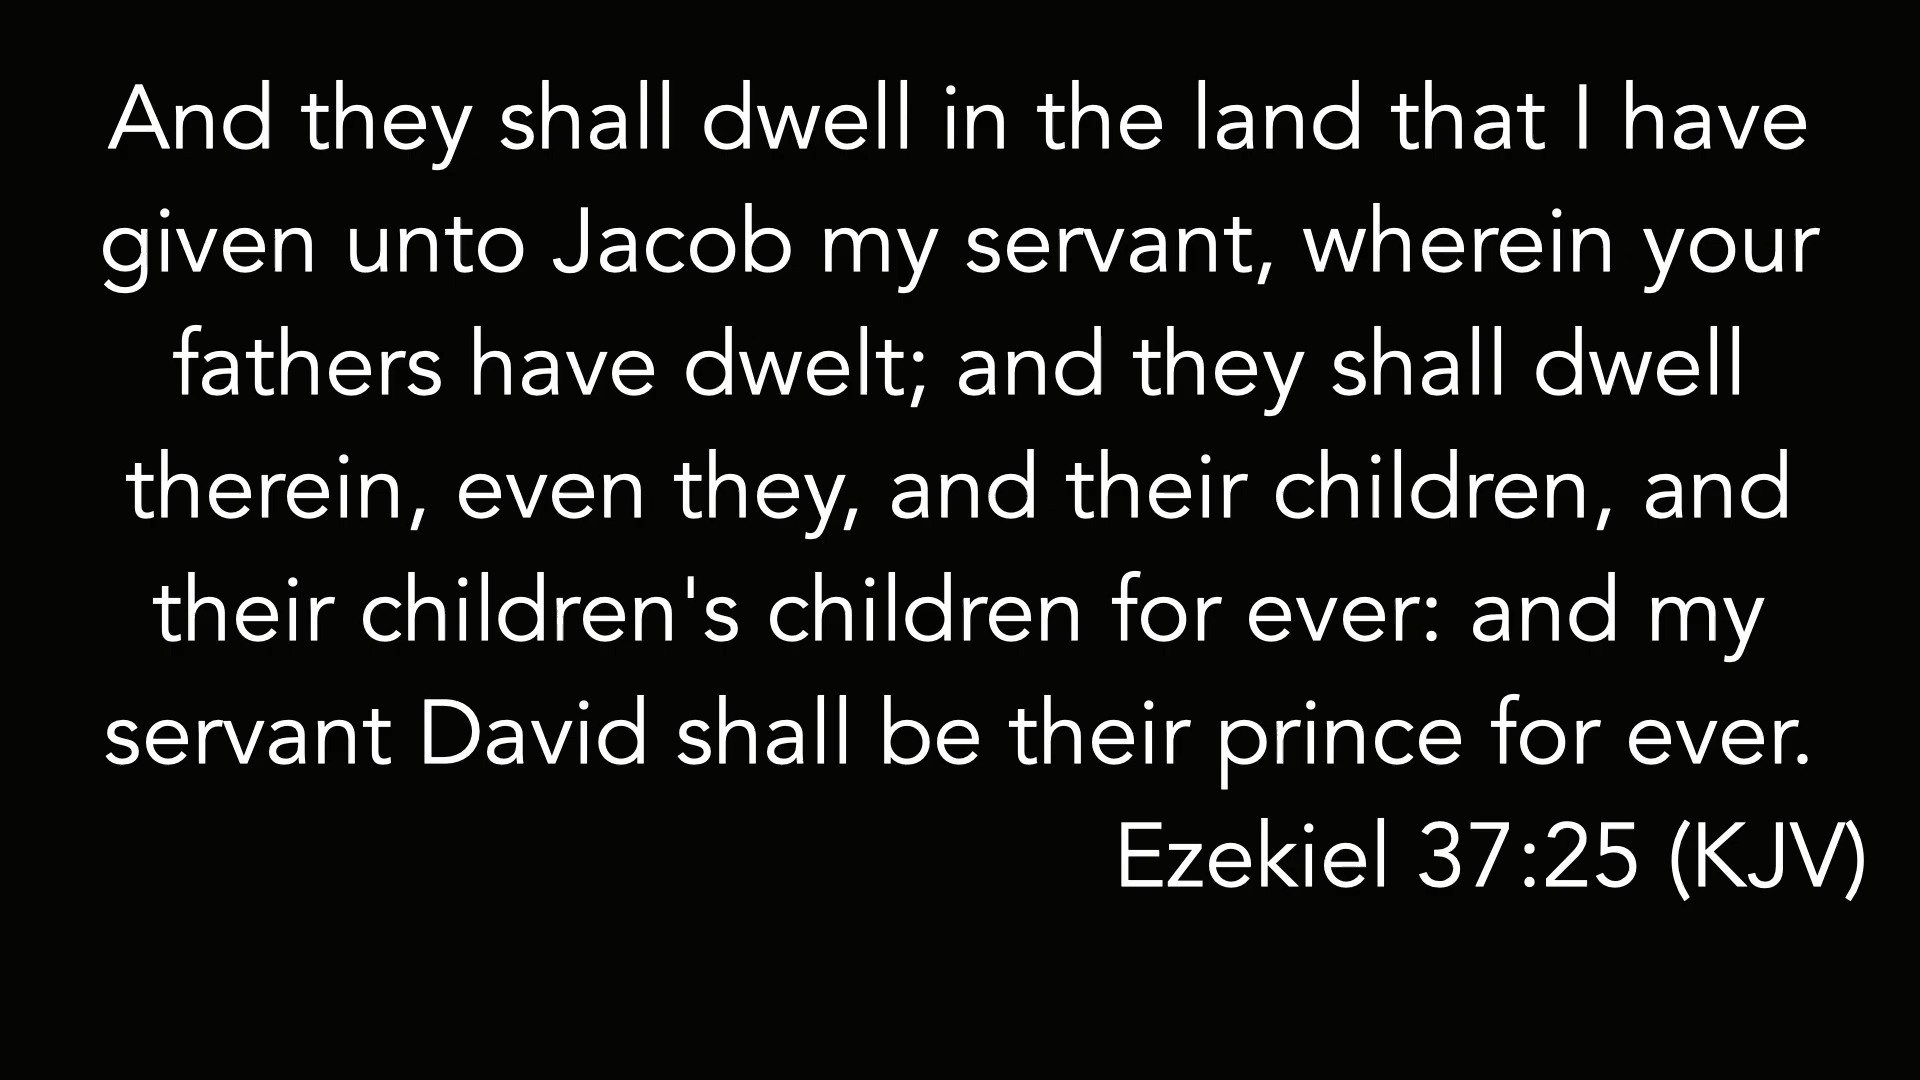 And they shall dwell in the land that I have
given unto Jacob my servant, wherein your
fathers have dwelt; and they shall dwell
therein, even they, and their children, and
their children's children for ever: and my
servant David shall be their prince for ever.
Ezekiel 37:25 (KJV)